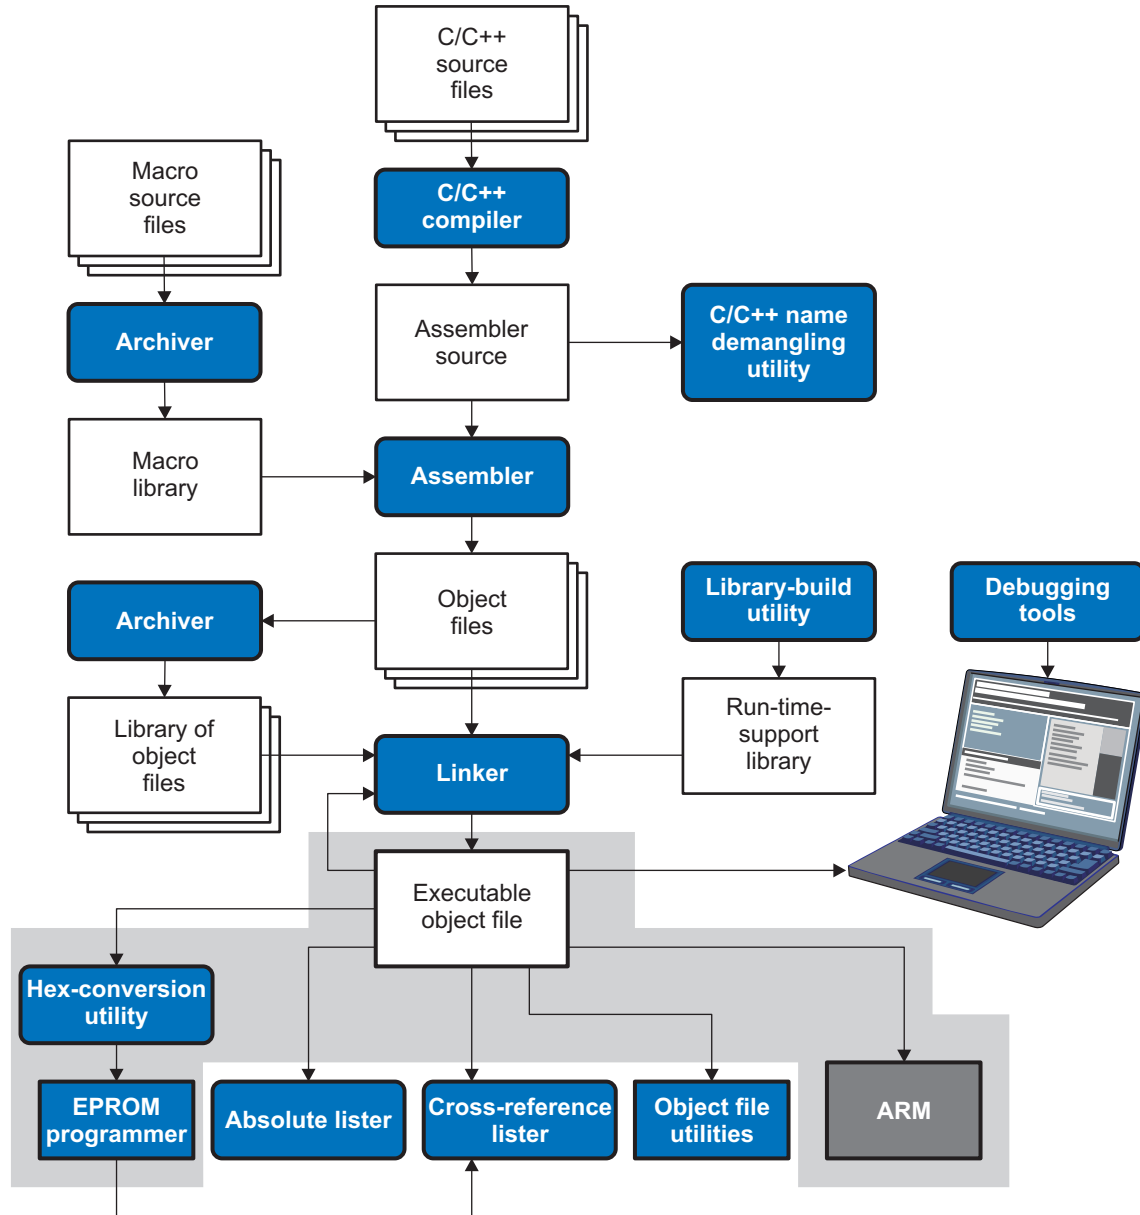 C/C++
source
files
Macro
source
files
C/C++
compiler
Archiver
Assembler
source
C/C++ name
demangling
utility
Macro
library
Assembler
Archiver
Object
files
Library-build
utility
Debugging
tools
Library of
object
files
Linker
Run-time-
support
library
Executable
object file
Hex-conversion
utility
EPROM
programmer
Absolute lister
Cross-reference
lister
Object file
utilities
ARM